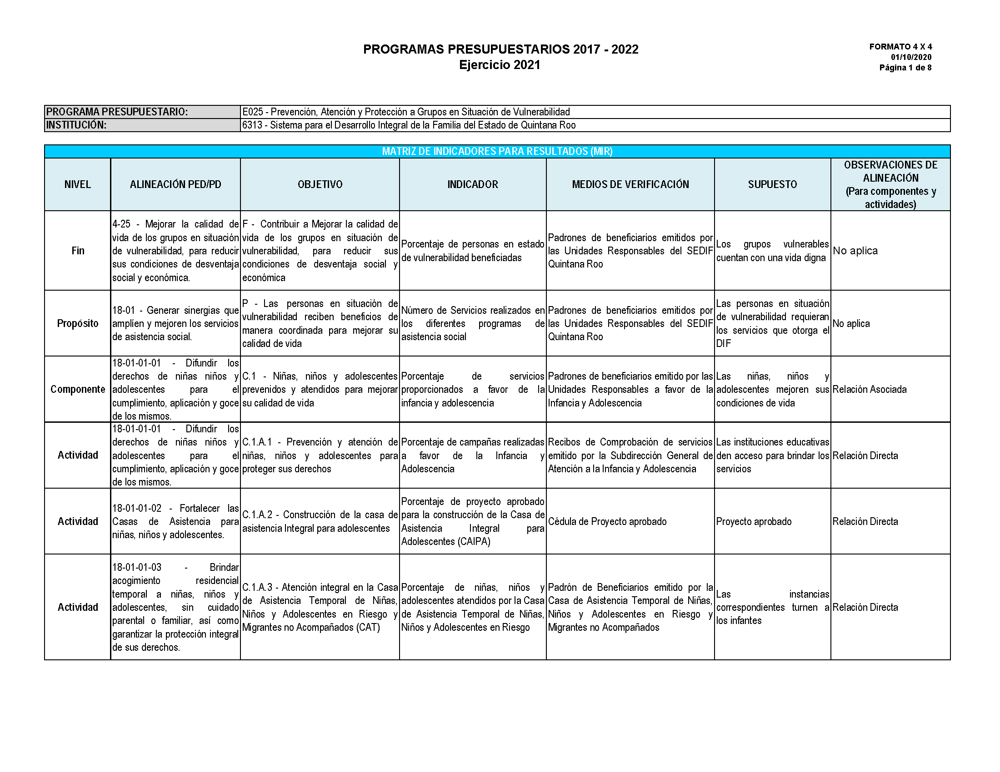 PROGRAMAS PRESUPUESTARIOS 2017 - 2022
Ejercicio 2021
FORMATO 4 X 4
01/10/2020
Página 1 de 8
PROGRAMA PRESUPUESTARIO: E025 - Prevención, Atención y Protección a Grupos en Situación de Vulnerabilidad
INSTITUCIÓN: 6313 - Sistema para el Desarrollo Integral de la Familia del Estado de Quintana Roo
MATRIZ DE INDICADORES PARA RESULTADOS (MIR)
NIVEL
ALINEACIÓN PED/PD
OBJETIVO
INDICADOR
MEDIOS DE VERIFICACIÓN
SUPUESTO
OBSERVACIONES DE
ALINEACIÓN
(Para componentes y
actividades)
Fin
4-25 - Mejorar la calidad de
vida de los grupos en situación
de vulnerabilidad, para reducir
sus condiciones de desventaja
social y económica.
F - Contribuir a Mejorar la calidad de
vida de los grupos en situación de
vulnerabilidad, para reducir sus
condiciones de desventaja social y
económica
Porcentaje de personas en estado
de vulnerabilidad beneficiadas
Padrones de beneficiarios emitidos por
las Unidades Responsables del SEDIF
Quintana Roo
Los grupos vulnerables
cuentan con una vida digna
No aplica
Propósito
18-01 - Generar sinergias que
amplíen y mejoren los servicios
de asistencia social.
P - Las personas en situación de
vulnerabilidad reciben beneficios de
manera coordinada para mejorar su
calidad de vida
Número de Servicios realizados en
los diferentes programas de
asistencia social
Padrones de beneficiarios emitidos por
las Unidades Responsables del SEDIF
Quintana Roo
Las personas en situación
de vulnerabilidad requieran
los servicios que otorga el
DIF
No aplica
Componente
18-01-01-01 - Difundir los
derechos de niñas niños y
adolescentes para el
cumplimiento, aplicación y goce
de los mismos.
C.1 - Niñas, niños y adolescentes
prevenidos y atendidos para mejorar
su calidad de vida
Porcentaje de servicios
proporcionados a favor de la
infancia y adolescencia
Padrones de beneficiarios emitido por las
Unidades Responsables a favor de la
Infancia y Adolescencia
Las niñas, niños y
adolescentes mejoren sus
condiciones de vida
Relación Asociada
Actividad
18-01-01-01 - Difundir los
derechos de niñas niños y
adolescentes para el
cumplimiento, aplicación y goce
de los mismos.
C.1.A.1 - Prevención y atención de
niñas, niños y adolescentes para
proteger sus derechos
Porcentaje de campañas realizadas
a favor de la Infancia y
Adolescencia
Recibos de Comprobación de servicios
emitido por la Subdirección General de
Atención a la Infancia y Adolescencia
Las instituciones educativas
den acceso para brindar los
servicios
Relación Directa
Actividad
18-01-01-02 - Fortalecer las
Casas de Asistencia para
niñas, niños y adolescentes.
C.1.A.2 - Construcción de la casa de
asistencia Integral para adolescentes
Porcentaje de proyecto aprobado
para la construcción de la Casa de
Asistencia Integral para
Adolescentes (CAIPA)
Cédula de Proyecto aprobado
Proyecto aprobado
Relación Directa
Actividad
18-01-01-03 - Brindar
acogimiento residencial
temporal a niñas, niños y
adolescentes, sin cuidado
parental o familiar, así como
garantizar la protección integral
de sus derechos.
C.1.A.3 - Atención integral en la Casa
de Asistencia Temporal de Niñas,
Niños y Adolescentes en Riesgo y
Migrantes no Acompañados (CAT)
Porcentaje de niñas, niños y
adolescentes atendidos por la Casa
de Asistencia Temporal de Niñas,
Niños y Adolescentes en Riesgo
Padrón de Beneficiarios emitido por la
Casa de Asistencia Temporal de Niñas,
Niños y Adolescentes en Riesgo y
Migrantes no Acompañados
Las instancias
correspondientes turnen a
los infantes
Relación Directa